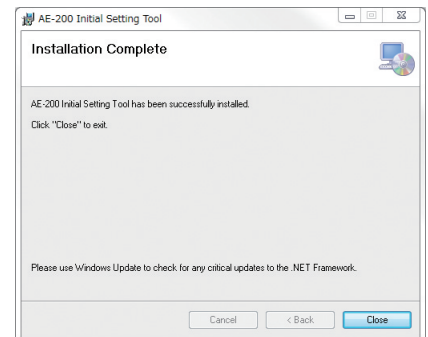 AE-200 Initial Setting Tool
Installation Complete
AE-200 Initial Setting Tool has been successfully installed.
Click "Close" to exit.
Please use Windows Update to check for any critical updates to the .NET Framework.
Cancel
< Back
Close